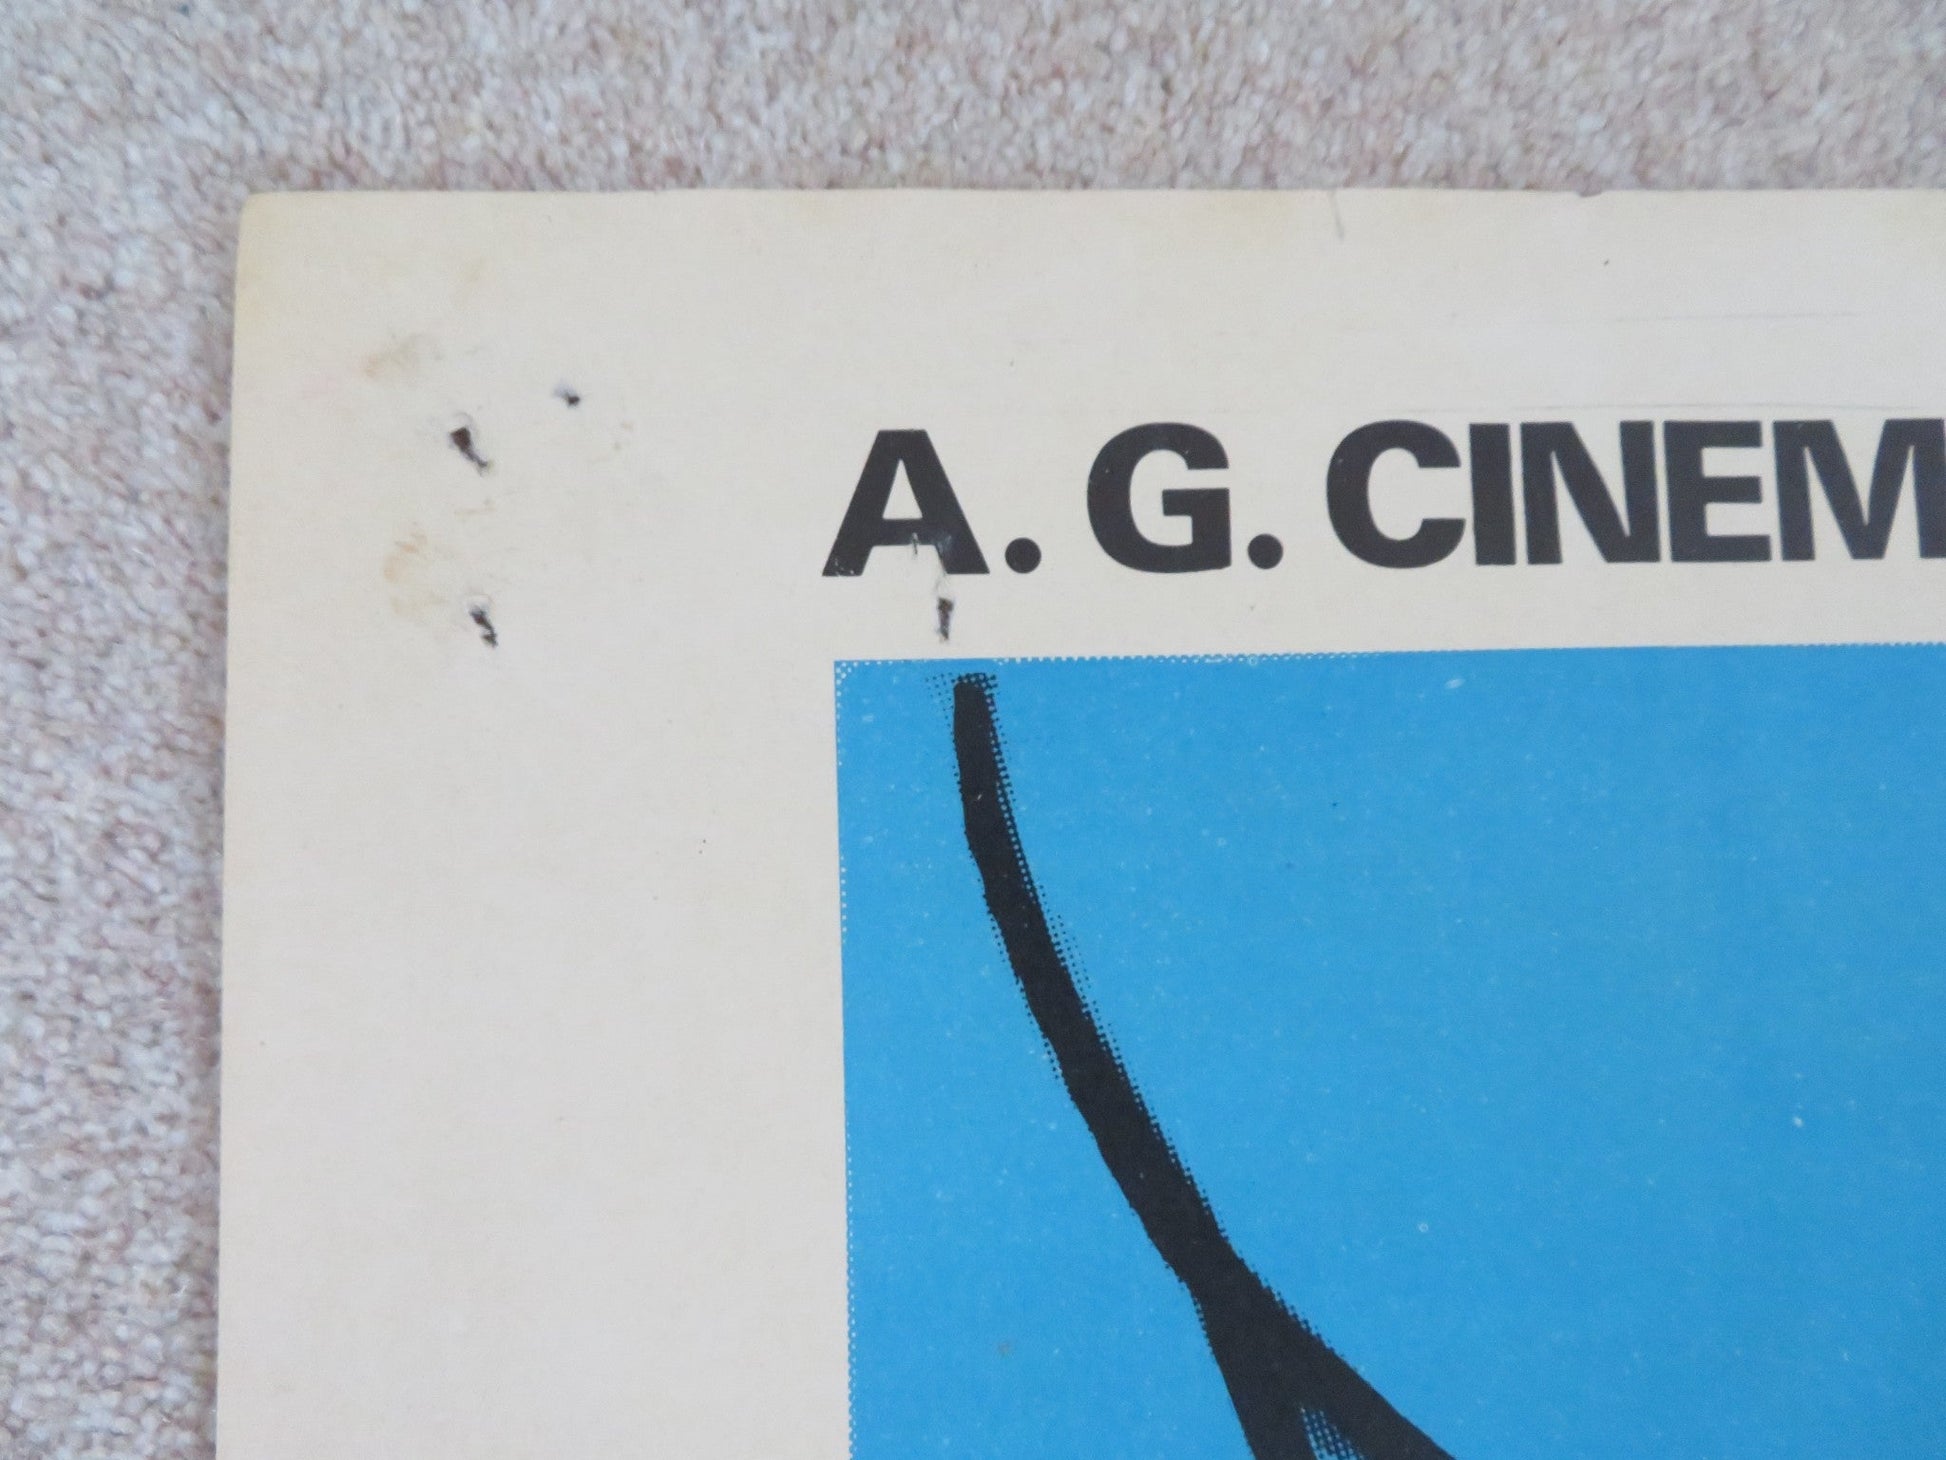 A. G. CINEM